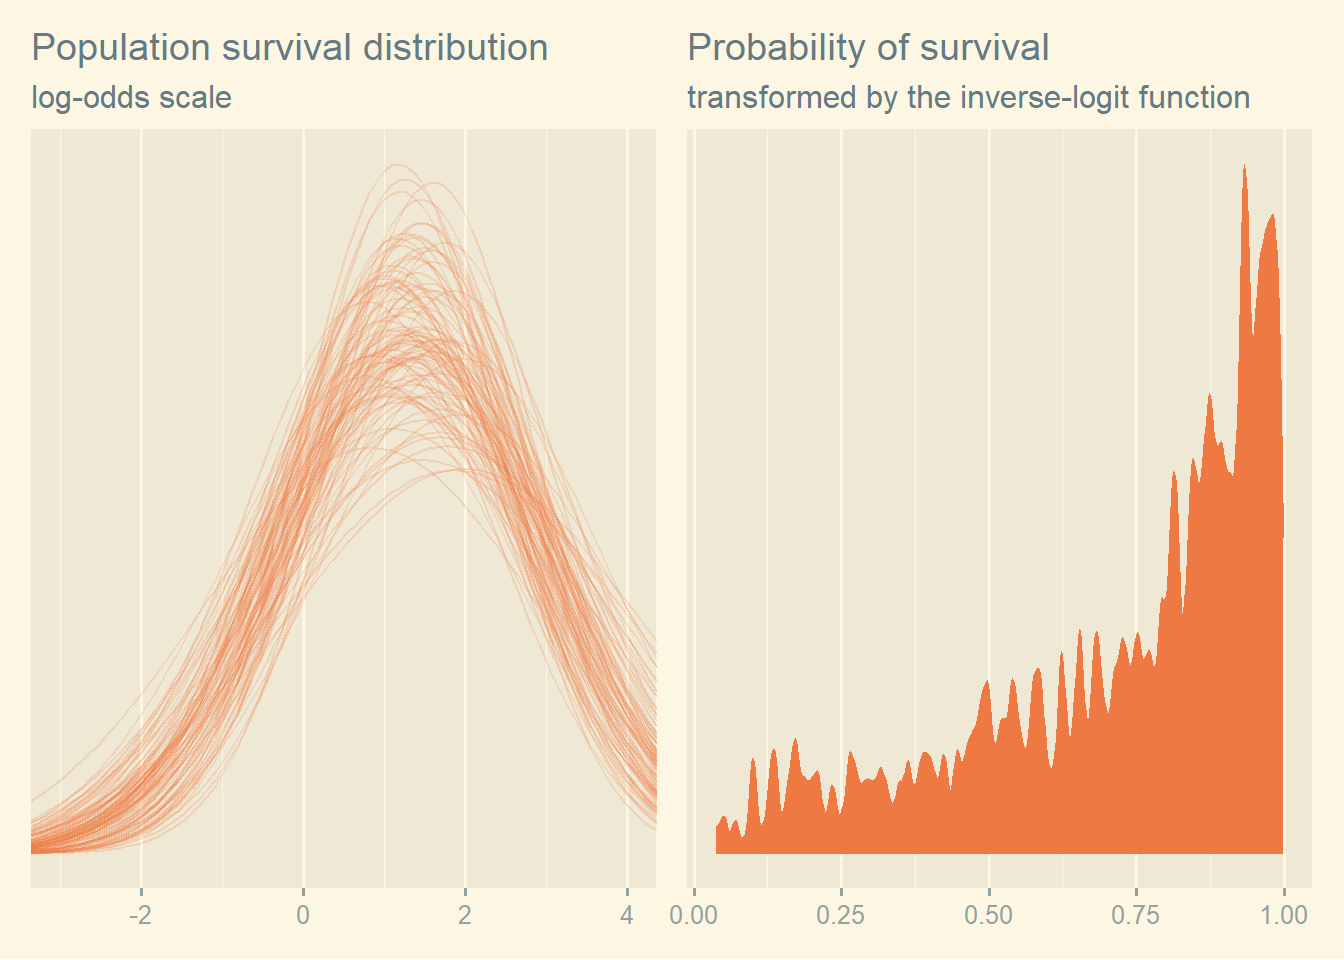 Population survival distribution
log-odds scale
-2 0 2 4
Probability of survival
transformed by the inverse-logit function
0.00 0.25 0.50 0.75 1.00